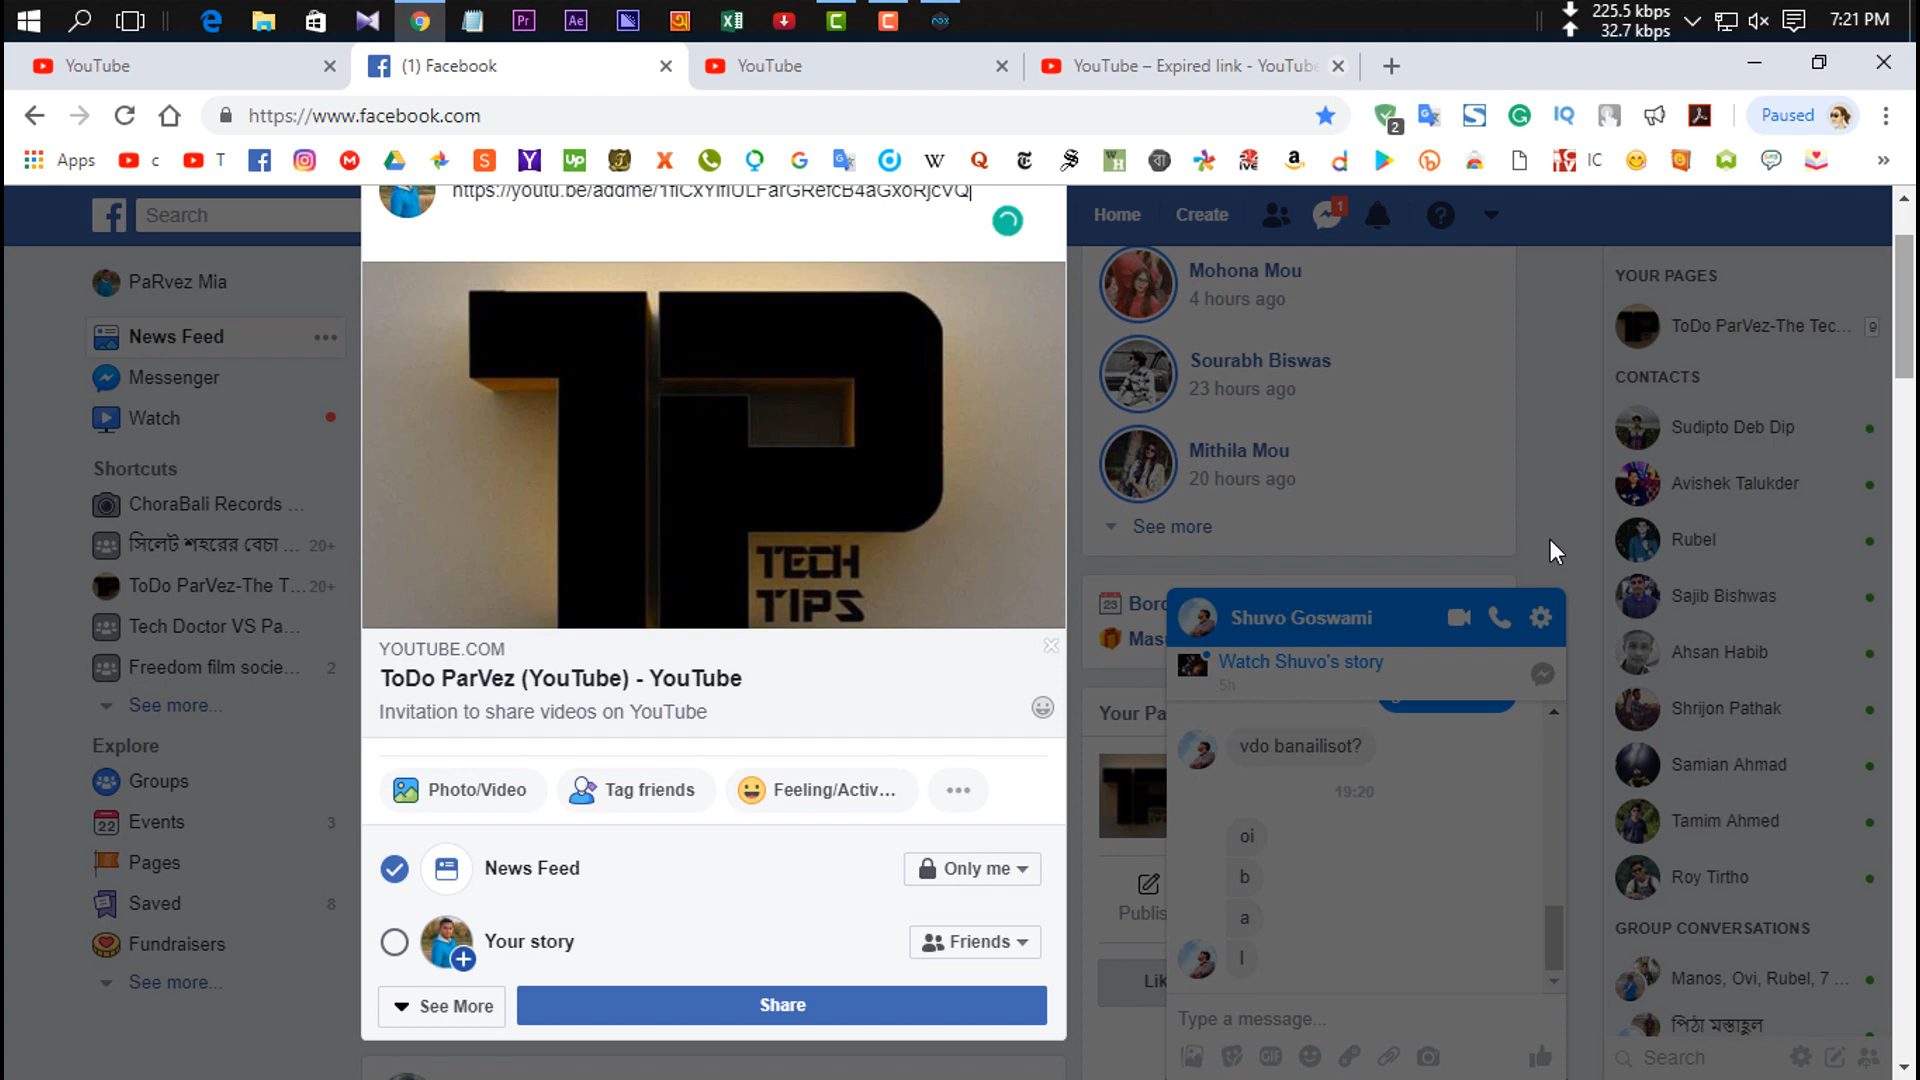 225.5 kbps
32.7 kbps
7:21 PM
YouTube
(1) Facebook
YouTube
YouTube – Expired link - YouTube
https://www.facebook.com
2
Paused
Apps
c
T
IC
Search
Home
Create
1
PaRvez Mia
News Feed
Messenger
Watch
Shortcuts
ChoraBali Records ...
সিলেট শহরের বেচা ... 20+
ToDo ParVez-The T... 20+
Tech Doctor VS Pa...
Freedom film socie... 2
See more...
Explore
Groups
Events 3
Pages
Saved 8
Fundraisers
See more...
TECH
TIPS
YOUTUBE.COM
ToDo ParVez (YouTube) - YouTube
Invitation to share videos on YouTube
Photo/Video
Tag friends
Feeling/Activ...
News Feed
Only me
Your story
Friends
See More
Share
Mohona Mou
4 hours ago
Sourabh Biswas
23 hours ago
Mithila Mou
20 hours ago
See more
Your Pa
Publis
Lik
Shuvo Goswami
Watch Shuvo's story
5h
vdo banailisot?
19:20
oi
b
a
l
Type a message...
YOUR PAGES
ToDo ParVez-The Tec... 9
CONTACTS
Sudipto Deb Dip
Avishek Talukder
Rubel
Sajib Bishwas
Ahsan Habib
Shrijon Pathak
Samian Ahmad
Tamim Ahmed
Roy Tirtho
GROUP CONVERSATIONS
Manos, Ovi, Rubel, 7 ...
Search